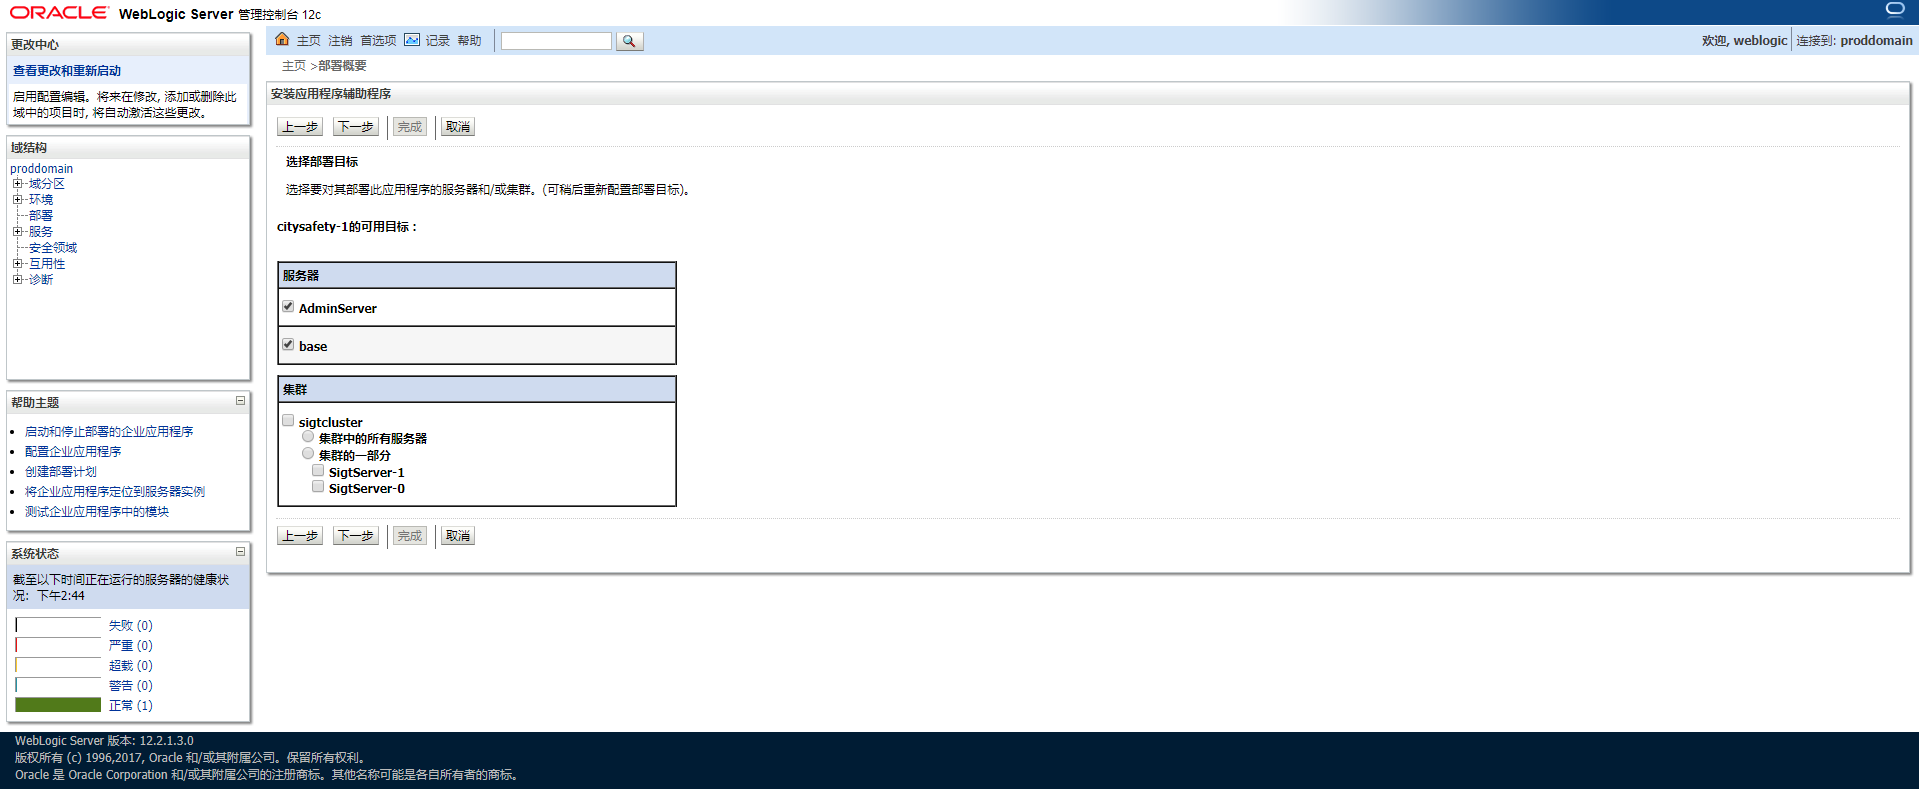 ORACLE WebLogic Server 管理控制台 12c
更改中心
查看更改和重新启动
启用配置编辑。将来在修改, 添加或删除此
域中的项目时, 将自动激活这些更改。
域结构
proddomain
域分区
环境
部署
服务
安全领域
互用性
诊断
帮助主题
启动和停止部署的企业应用程序
配置企业应用程序
创建部署计划
将企业应用程序定位到服务器实例
测试企业应用程序中的模块
系统状态
截至以下时间正在运行的服务器的健康状
况: 下午2:44
失败 (0)
严重 (0)
超载 (0)
警告 (0)
正常 (1)
主页 注销 首选项 记录 帮助
欢迎, weblogic 连接到: proddomain
主页 >部署概要
安装应用程序辅助程序
上一步 下一步 完成 取消
选择部署目标
选择要对其部署此应用程序的服务器和/或集群。(可稍后重新配置部署目标)。
citysafety-1的可用目标 :
服务器
AdminServer
base
集群
sigtcluster
集群中的所有服务器
集群的一部分
SigtServer-1
SigtServer-0
上一步 下一步 完成 取消
WebLogic Server 版本: 12.2.1.3.0
版权所有 (c) 1996,2017, Oracle 和/或其附属公司。保留所有权利。
Oracle 是 Oracle Corporation 和/或其附属公司的注册商标。其他名称可能是各自所有者的商标。